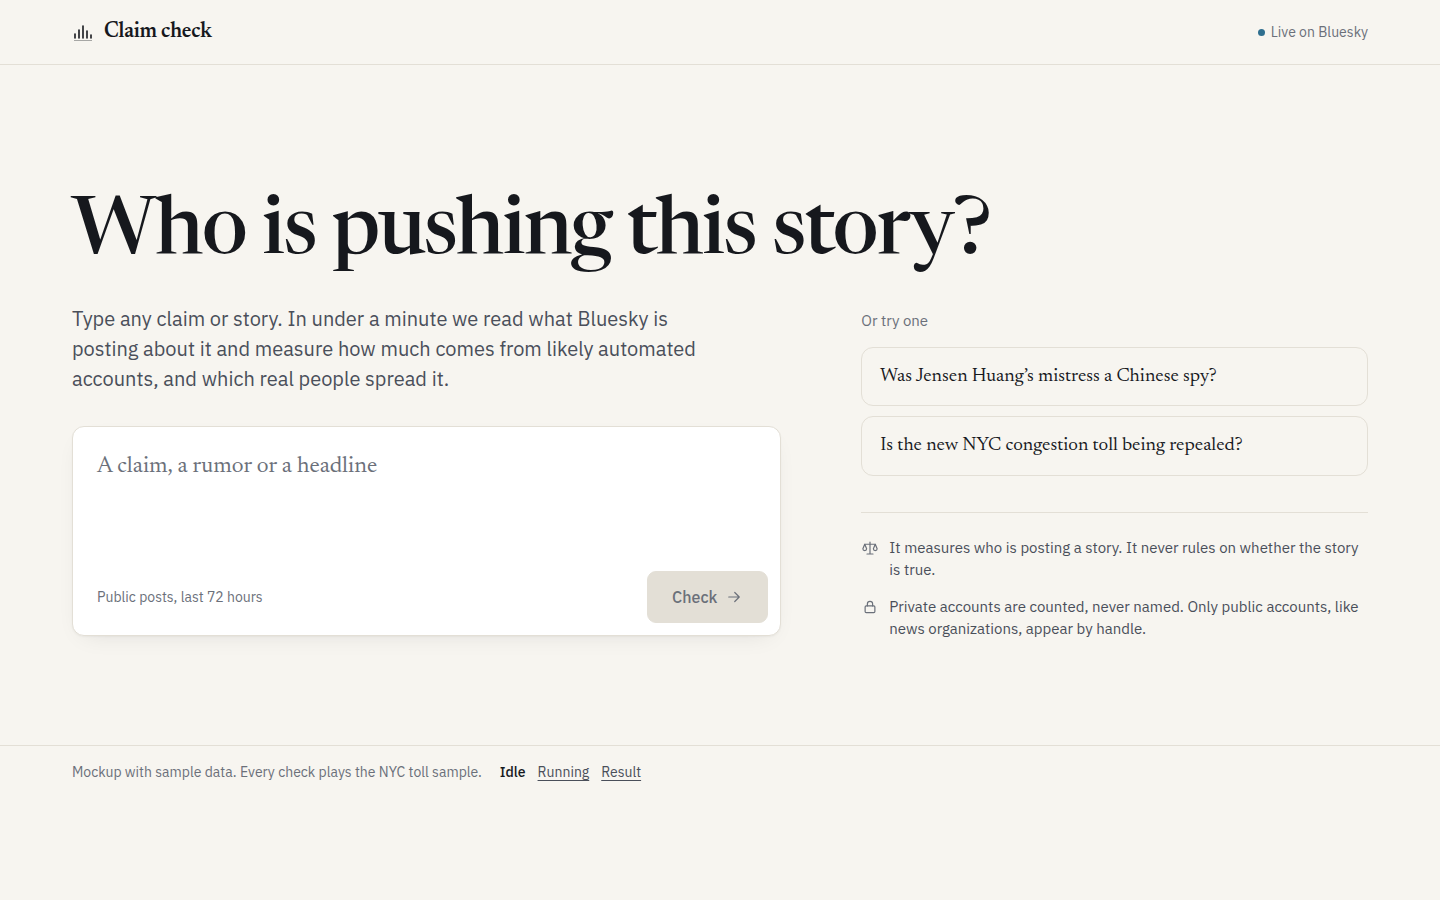 Claim check
Live on Bluesky
Who is pushing this story?
Type any claim or story. In under a minute we read what Bluesky is
posting about it and measure how much comes from likely automated
accounts, and which real people spread it.
A claim, a rumor or a headline
Public posts, last 72 hours
Check →
Or try one
Was Jensen Huang’s mistress a Chinese spy?
Is the new NYC congestion toll being repealed?
It measures who is posting a story. It never rules on whether the story
is true.
Private accounts are counted, never named. Only public accounts, like
news organizations, appear by handle.
Mockup with sample data. Every check plays the NYC toll sample. Idle Running Result